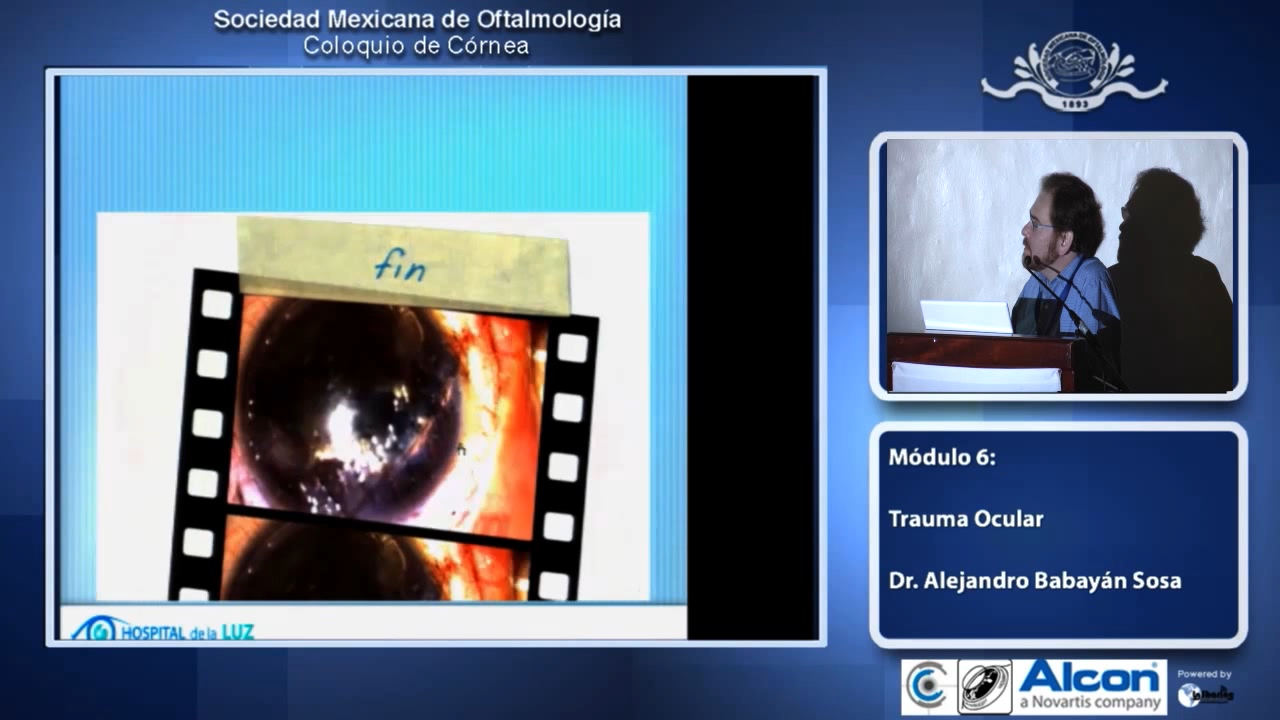 Sociedad Mexicana de Oftalmología
Coloquio de Córnea
1893
fin
HOSPITAL de la LUZ
Módulo 6:
Trauma Ocular
Dr. Alejandro Babayán Sosa
Alcon
a Novartis company
Powered by